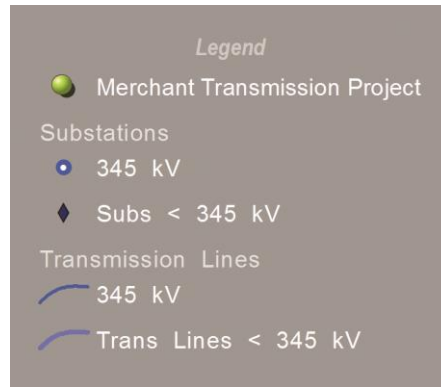 Legend
Merchant Transmission Project
Substations
345 kV
Subs < 345 kV
Transmission Lines
345 kV
Trans Lines < 345 kV